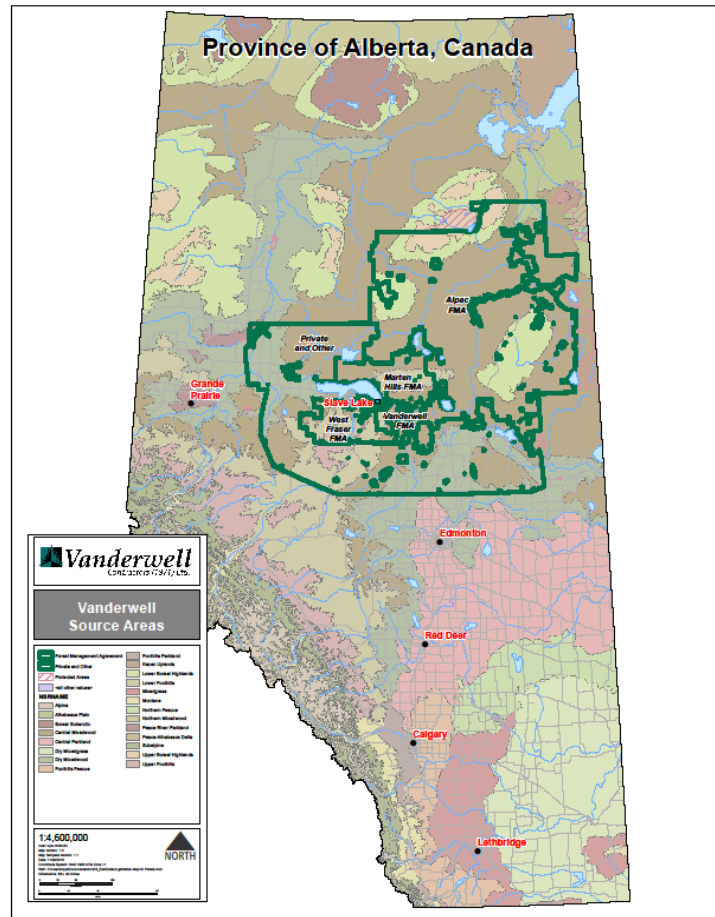 Province of Alberta, Canada
Alpac
FMA
Private
and Other
Marten
Hills FMA
Grande
Prairie
Slave Lake
West
Fraser
FMA
Vanderwell
FMA
Edmonton
Red Deer
Calgary
Lethbridge
Vanderwell
Contractors (1971) Ltd.
Vanderwell
Source Areas
Forest Management Agreement
Private and Other
Protected Areas
<all other values>
NSRNAME
Alpine
Athabasca Plain
Boreal Subarctic
Central Mixedwood
Central Parkland
Dry Mixedgrass
Dry Mixedwood
Foothills Fescue
Foothills Parkland
Kazan Uplands
Lower Boreal Highlands
Lower Foothills
Mixedgrass
Montane
Northern Fescue
Northern Mixedwood
Peace River Parkland
Peace-Athabasca Delta
Subalpine
Upper Boreal Highlands
Upper Foothills
1:4,600,000
NORTH